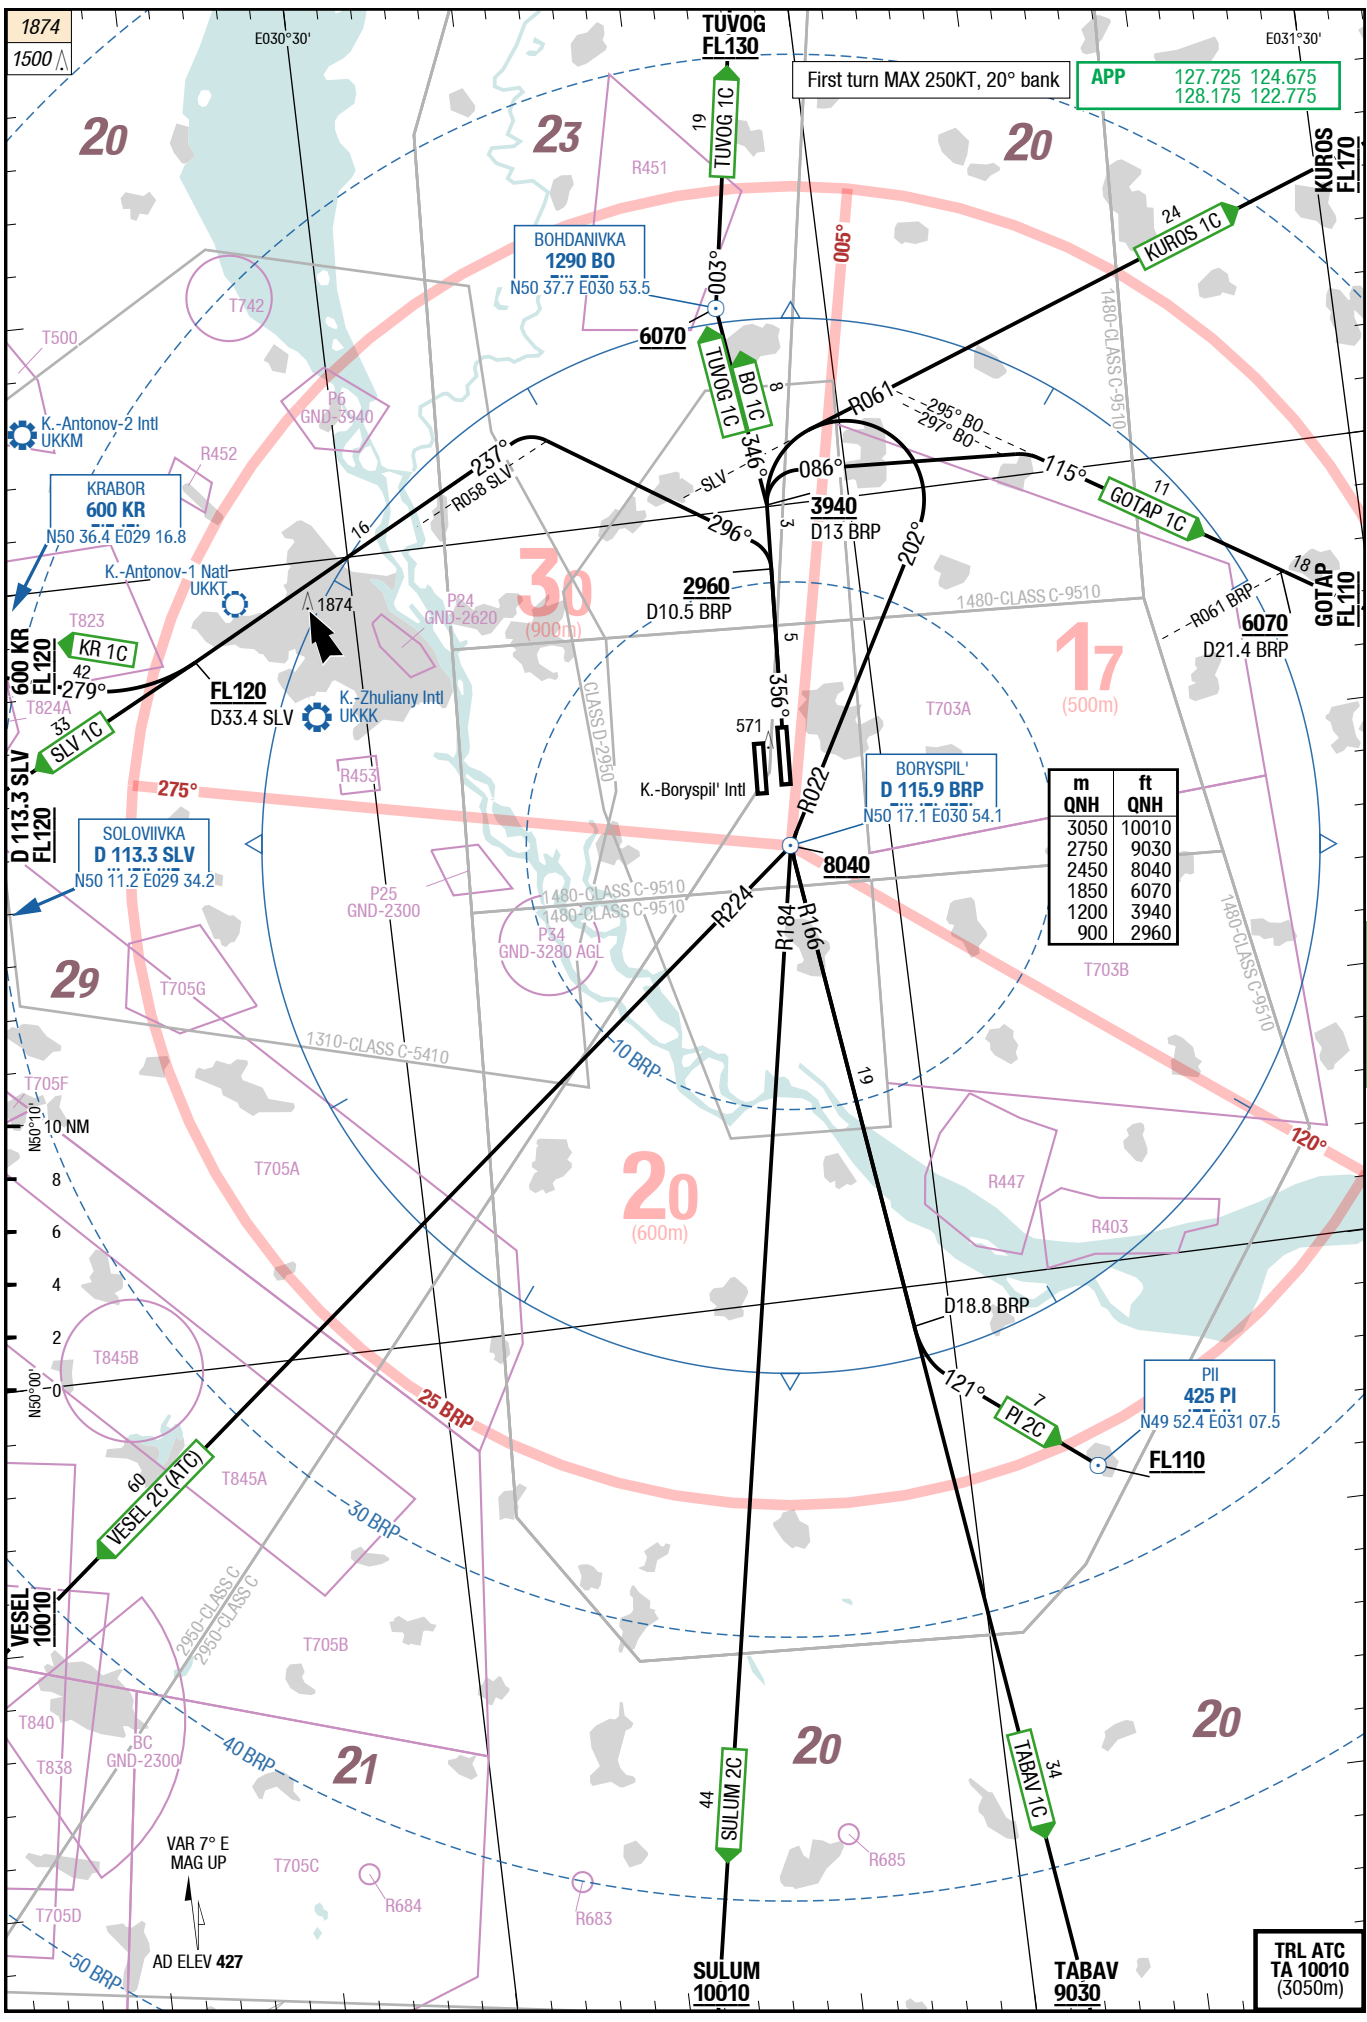 1874
1500
E030°30'
TUVOG
FL130
E031°30'
First turn MAX 250KT, 20° bank
APP 127.725 124.675
128.175 122.775
20
23
20
19
TUVOG 1C
R451
KUROS
FL170
24
KUROS 1C
005°
BOHDANIVKA
1290 BO
N50 37.7 E030 53.5
003°
T742
T500
6070
1480-CLASS C-9510
TUVOG 1C
BO 1C
8
P6
GND-3940
R061
295° BO
297° BO
K.-Antonov-2 Intl
UKKM
R452
237°
R058 SLV
346°
SLV
086°
115°
11
GOTAP 1C
KRABOR
600 KR
N50 36.4 E029 16.8
16
296°
3
3940
D13 BRP
202°
K.-Antonov-1 Natl
UKKT
30
(900m)
2960
D10.5 BRP
18
GOTAP
FL110
1480-CLASS C-9510
R061 BRP
6070
D21.4 BRP
1874
P24
GND-2620
T823
KR 1C
5
17
(500m)
600 KR
FL120
42
279°
T824A
FL120
D33.4 SLV
K.-Zhuliany Intl
UKKK
CLASS D-2950
356°
T703A
33
SLV 1C
571
R453
K.-Boryspil' Intl
R022
BORYSPIL'
D 115.9 BRP
N50 17.1 E030 54.1
275°
D 113.3 SLV
FL120
m ft
QNH QNH
3050 10010
2750 9030
2450 8040
1850 6070
1200 3940
900 2960
SOLOVIIVKA
D 113.3 SLV
N50 11.2 E029 34.2
8040
P25
GND-2300
1480-CLASS C-9510
1480-CLASS C-9510
R224
R184
R166
1480-CLASS C-9510
P34
GND-3280 AGL
T703B
29
T705G
1310-CLASS C-5410
10 BRP
19
T705F
N50°10'
10 NM
120°
8
T705A
20
(600m)
R447
6
R403
4
D18.8 BRP
2
T845B
N50°00'
0
25 BRP
121°
7
PI 2C
PII
425 PI
N49 52.4 E031 07.5
FL110
60
VESEL 2C (ATC)
T845A
30 BRP
VESEL
10010
2950-CLASS C
2950-CLASS C
T705B
T840
BC
GND-2300
T838
40 BRP
21
20
20
44
SULUM 2C
34
TABAV 1C
VAR 7° E
MAG UP
T705C
R684
R683
R685
T705D
AD ELEV 427
50 BRP
SULUM
10010
TABAV
9030
TRL ATC
TA 10010
(3050m)